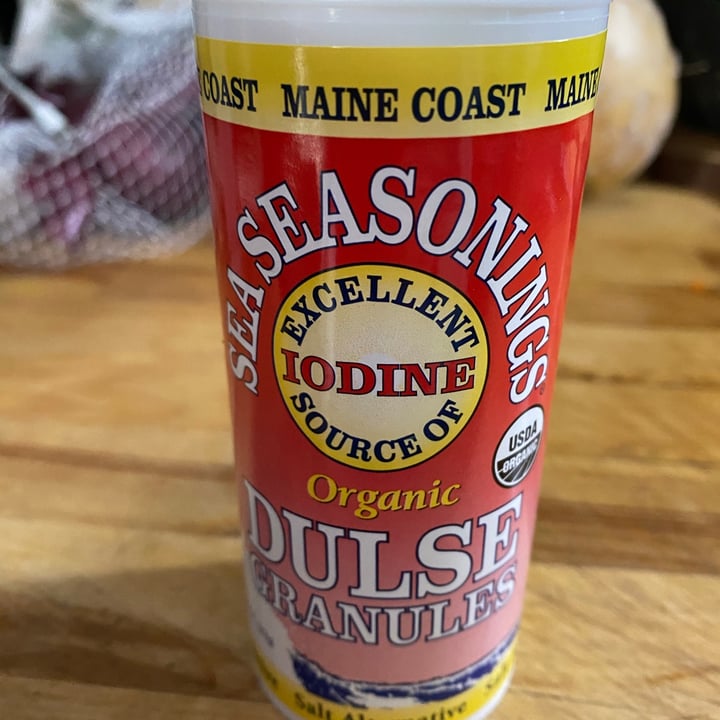 COAST MAINE COAST MAINE
SEA SEASONINGS
EXCELLENT
IODINE
SOURCE OF
USDA
ORGANIC
Organic
DULSE
GRANULES
Salt Alternative